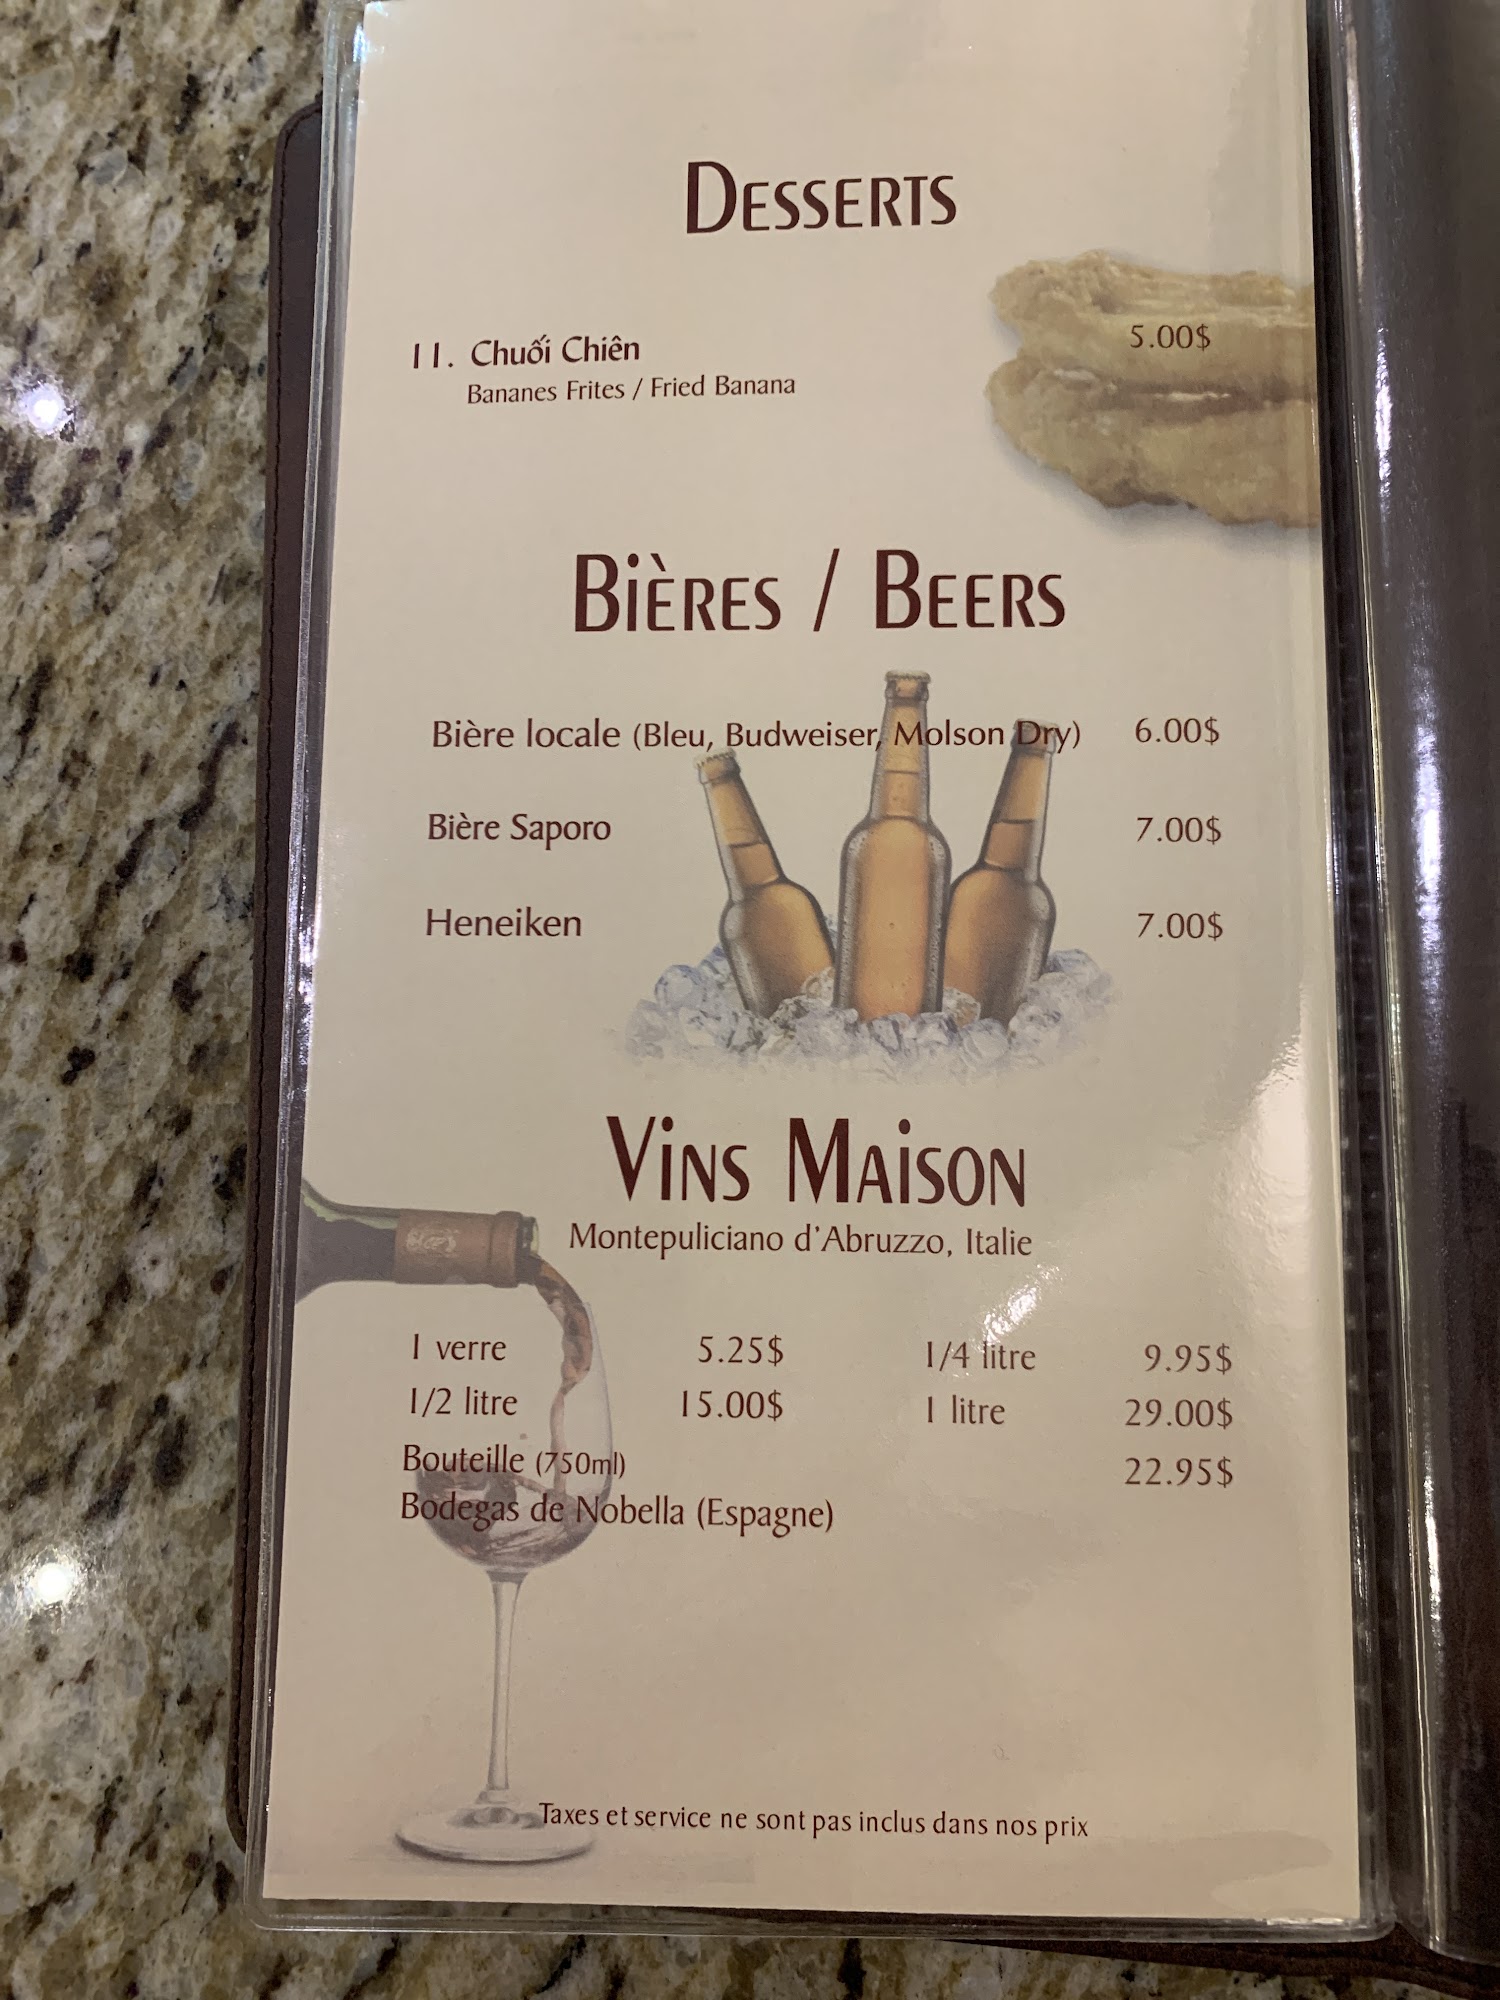 DESSERTS
11. Chuối Chiên 5.00$
Bananes Frites / Fried Banana
BIÈRES / BEERS
Bière locale (Bleu, Budweiser, Molson Dry) 6.00$
Bière Saporo 7.00$
Heneiken 7.00$
VINS MAISON
Montepuliciano d'Abruzzo, Italie
1 verre 5.25$ 1/4 litre 9.95$
1/2 litre 15.00$ 1 litre 29.00$
Bouteille (750ml) 22.95$
Bodegas de Nobella (Espagne)
Taxes et service ne sont pas inclus dans nos prix